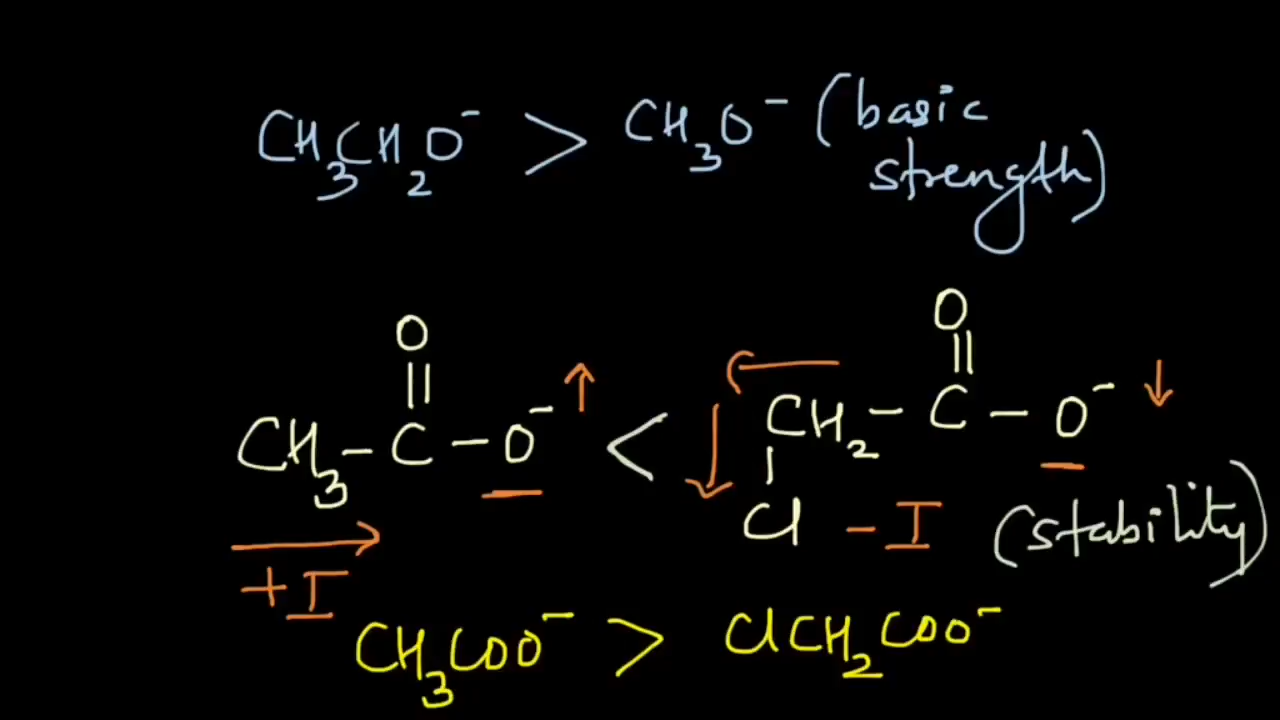 CH₃CH₂O⁻ > CH₃O⁻ (basic
strength)
O O
‖ ‖
CH₃–C–O⁻ ↑ < CH₂–C–O⁻ ↓
|
Cl –I (stability)
+I
CH₃COO⁻ > ClCH₂COO⁻